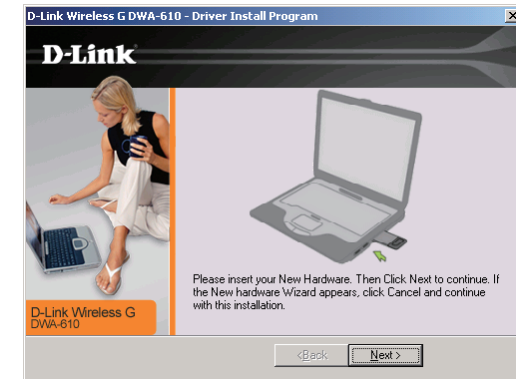 D-Link Wireless G DWA-610 - Driver Install Program
D-Link
Please insert your New Hardware. Then Click Next to continue. If
the New hardware Wizard appears, click Cancel and continue
with this installation.
D-Link Wireless G
DWA-610
<Back
Next >